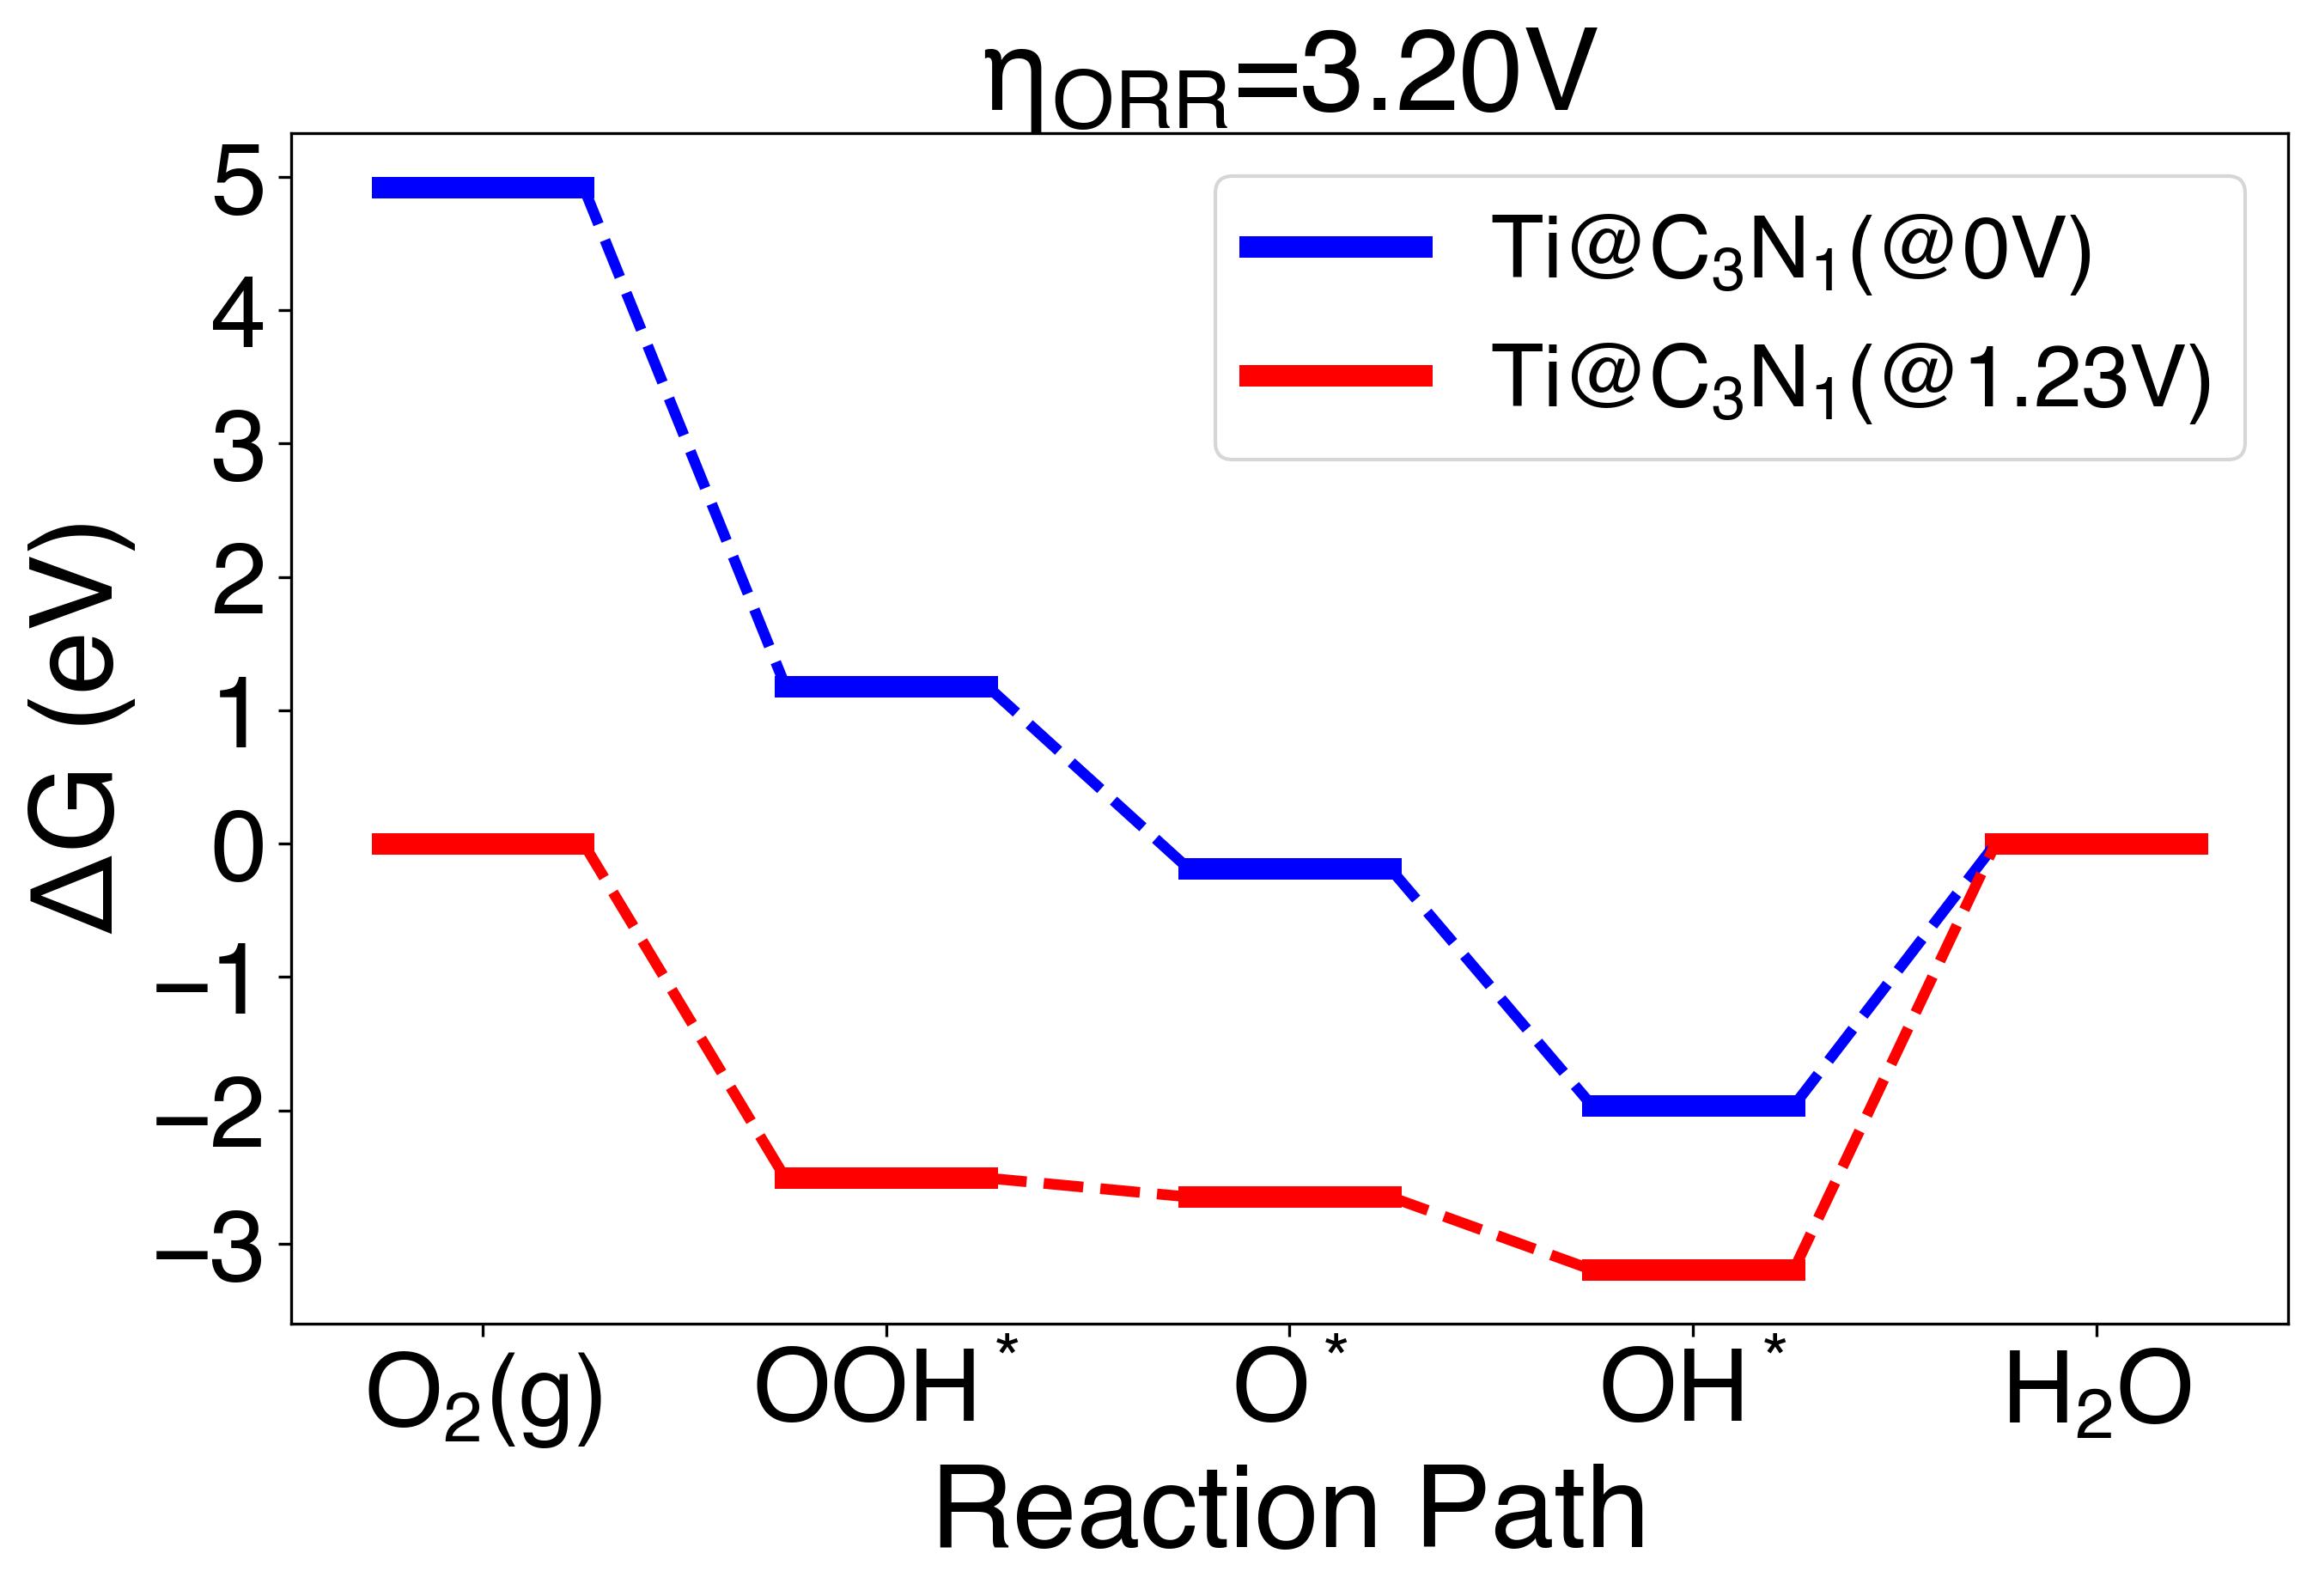 η_ORR=3.20V
Ti@C₃N₁(@0V)
Ti@C₃N₁(@1.23V)
ΔG (eV)
5
4
3
2
1
0
−1
−2
−3
O₂(g) OOH* O* OH* H₂O
Reaction Path